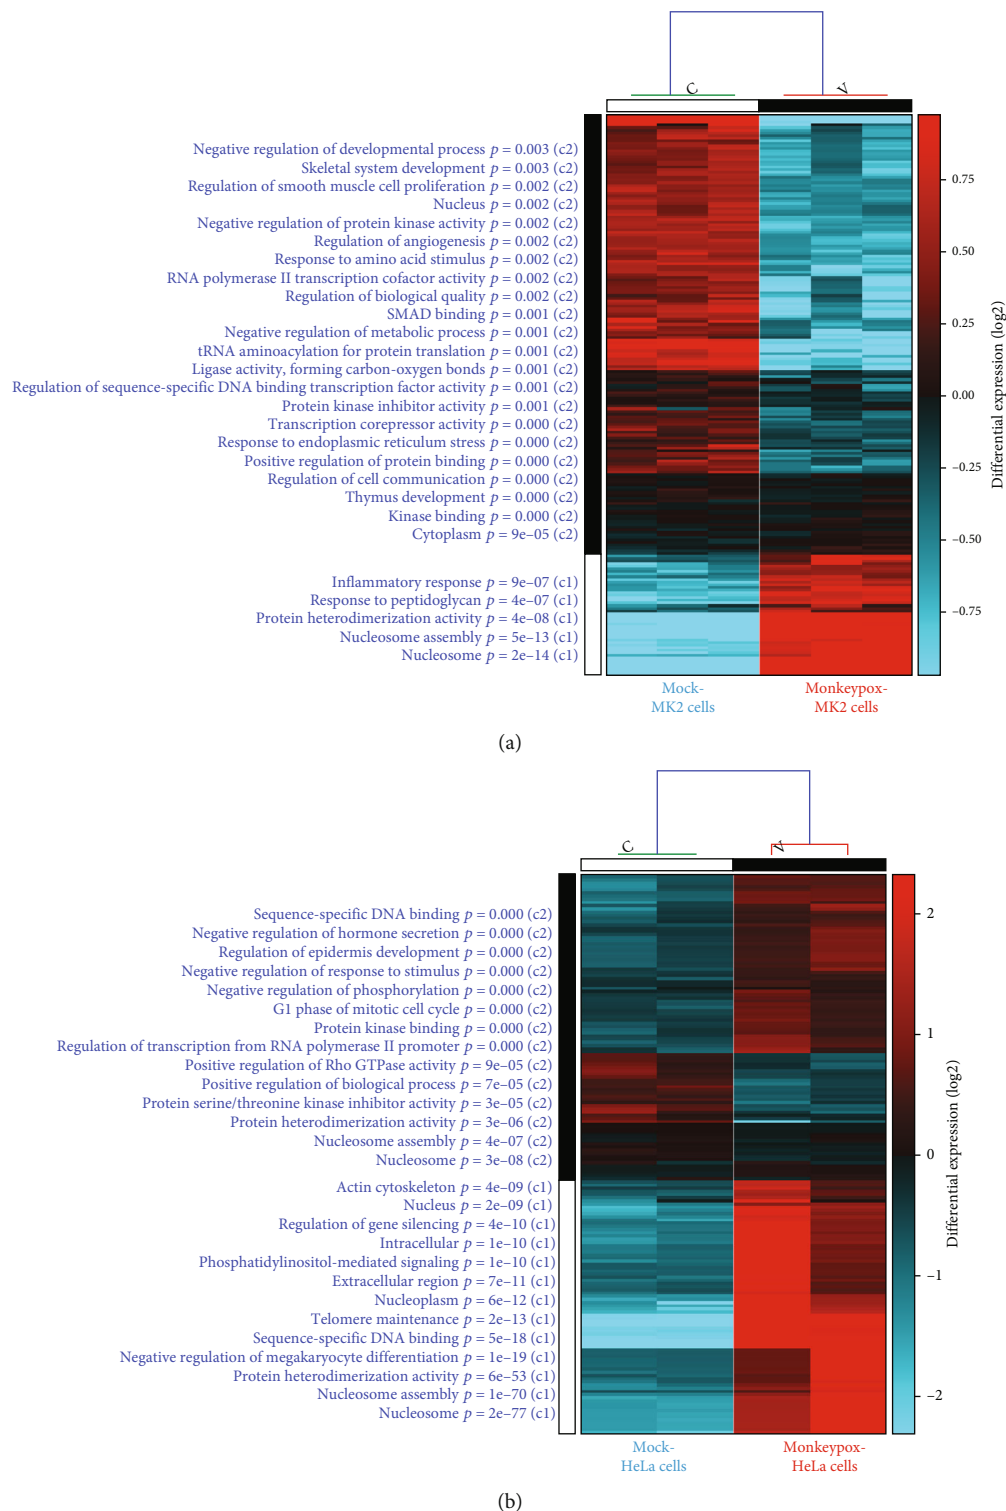 C
V
Negative regulation of developmental process p = 0.003 (c2)
Skeletal system development p = 0.003 (c2)
Regulation of smooth muscle cell proliferation p = 0.002 (c2)
Nucleus p = 0.002 (c2)
Negative regulation of protein kinase activity p = 0.002 (c2)
Regulation of angiogenesis p = 0.002 (c2)
Response to amino acid stimulus p = 0.002 (c2)
RNA polymerase II transcription cofactor activity p = 0.002 (c2)
Regulation of biological quality p = 0.002 (c2)
SMAD binding p = 0.001 (c2)
Negative regulation of metabolic process p = 0.001 (c2)
tRNA aminoacylation for protein translation p = 0.001 (c2)
Ligase activity, forming carbon-oxygen bonds p = 0.001 (c2)
Regulation of sequence-specific DNA binding transcription factor activity p = 0.001 (c2)
Protein kinase inhibitor activity p = 0.001 (c2)
Transcription corepressor activity p = 0.000 (c2)
Response to endoplasmic reticulum stress p = 0.000 (c2)
Positive regulation of protein binding p = 0.000 (c2)
Regulation of cell communication p = 0.000 (c2)
Thymus development p = 0.000 (c2)
Kinase binding p = 0.000 (c2)
Cytoplasm p = 9e–05 (c2)
Inflammatory response p = 9e–07 (c1)
Response to peptidoglycan p = 4e–07 (c1)
Protein heterodimerization activity p = 4e–08 (c1)
Nucleosome assembly p = 5e–13 (c1)
Nucleosome p = 2e–14 (c1)
0.75
0.50
0.25
0.00
–0.25
–0.50
–0.75
Differential expression (log2)
Mock-
MK2 cells
Monkeypox-
MK2 cells
(a)
C
V
Sequence-specific DNA binding p = 0.000 (c2)
Negative regulation of hormone secretion p = 0.000 (c2)
Regulation of epidermis development p = 0.000 (c2)
Negative regulation of response to stimulus p = 0.000 (c2)
Negative regulation of phosphorylation p = 0.000 (c2)
G1 phase of mitotic cell cycle p = 0.000 (c2)
Protein kinase binding p = 0.000 (c2)
Regulation of transcription from RNA polymerase II promoter p = 0.000 (c2)
Positive regulation of Rho GTPase activity p = 9e–05 (c2)
Positive regulation of biological process p = 7e–05 (c2)
Protein serine/threonine kinase inhibitor activity p = 3e–05 (c2)
Protein heterodimerization activity p = 3e–06 (c2)
Nucleosome assembly p = 4e–07 (c2)
Nucleosome p = 3e–08 (c2)
Actin cytoskeleton p = 4e–09 (c1)
Nucleus p = 2e–09 (c1)
Regulation of gene silencing p = 4e–10 (c1)
Intracellular p = 1e–10 (c1)
Phosphatidylinositol-mediated signaling p = 1e–10 (c1)
Extracellular region p = 7e–11 (c1)
Nucleoplasm p = 6e–12 (c1)
Telomere maintenance p = 2e–13 (c1)
Sequence-specific DNA binding p = 5e–18 (c1)
Negative regulation of megakaryocyte differentiation p = 1e–19 (c1)
Protein heterodimerization activity p = 6e–53 (c1)
Nucleosome assembly p = 1e–70 (c1)
Nucleosome p = 2e–77 (c1)
2
1
0
–1
–2
Differential expression (log2)
Mock-
HeLa cells
Monkeypox-
HeLa cells
(b)